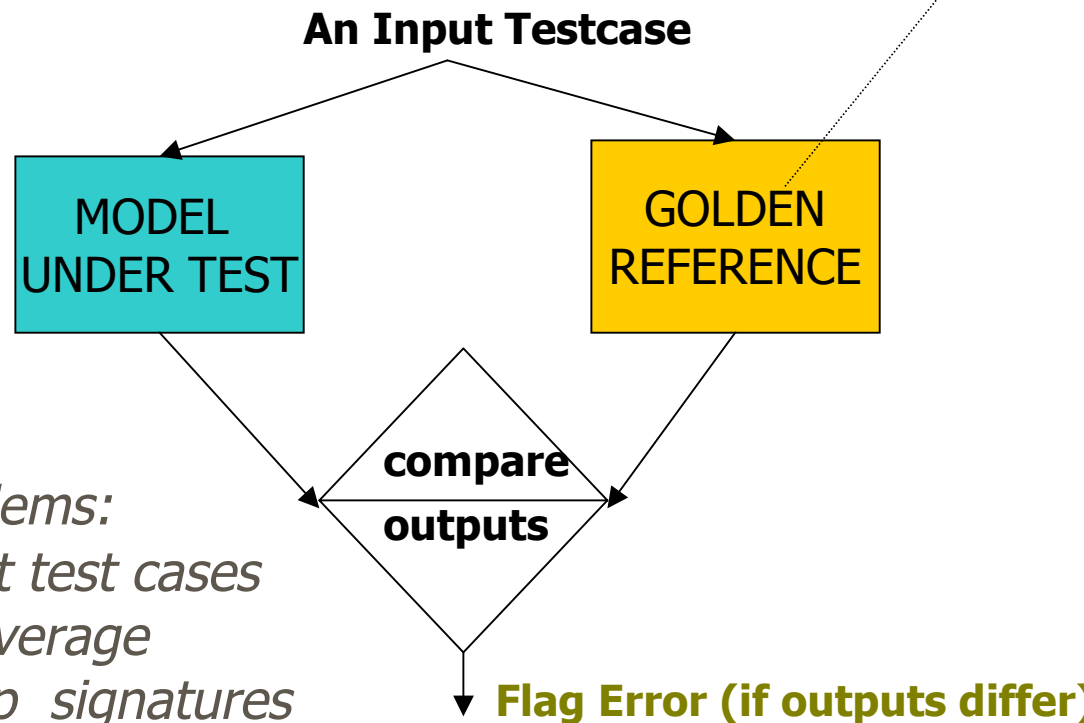 An Input Testcase
MODEL
UNDER TEST
GOLDEN
REFERENCE
compare
outputs
lems:
t test cases
verage
p signatures
Flag Error (if outputs differ)